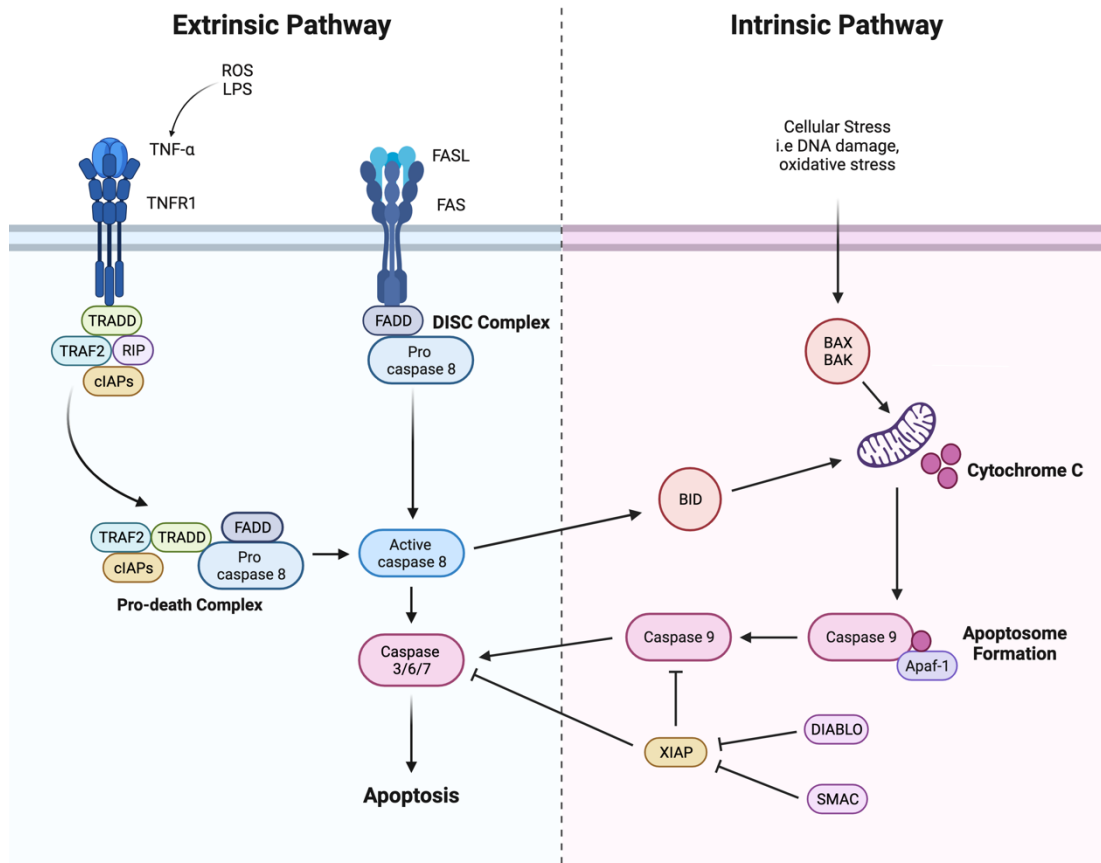 Extrinsic Pathway
Intrinsic Pathway
ROS
LPS
TNF-α
TNFR1
FASL
FAS
Cellular Stress
i.e DNA damage,
oxidative stress
TRADD
TRAF2
RIP
cIAPs
FADD
DISC Complex
Pro
caspase 8
BAX
BAK
Cytochrome C
BID
TRAF2
TRADD
FADD
cIAPs
Pro
caspase 8
Pro-death Complex
Active
caspase 8
Caspase
3/6/7
Caspase 9
Caspase 9
Apaf-1
Apoptosome
Formation
XIAP
DIABLO
SMAC
Apoptosis